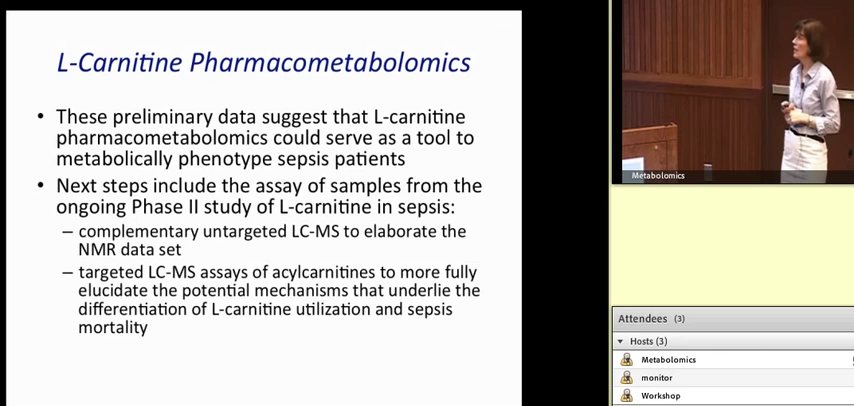 L-Carnitine Pharmacometabolomics
• These preliminary data suggest that L-carnitine
pharmacometabolomics could serve as a tool to
metabolically phenotype sepsis patients
• Next steps include the assay of samples from the
ongoing Phase II study of L-carnitine in sepsis:
– complementary untargeted LC-MS to elaborate the
NMR data set
– targeted LC-MS assays of acylcarnitines to more fully
elucidate the potential mechanisms that underlie the
differentiation of L-carnitine utilization and sepsis
mortality
Metabolomics
Attendees (3)
Hosts (3)
Metabolomics
monitor
Workshop